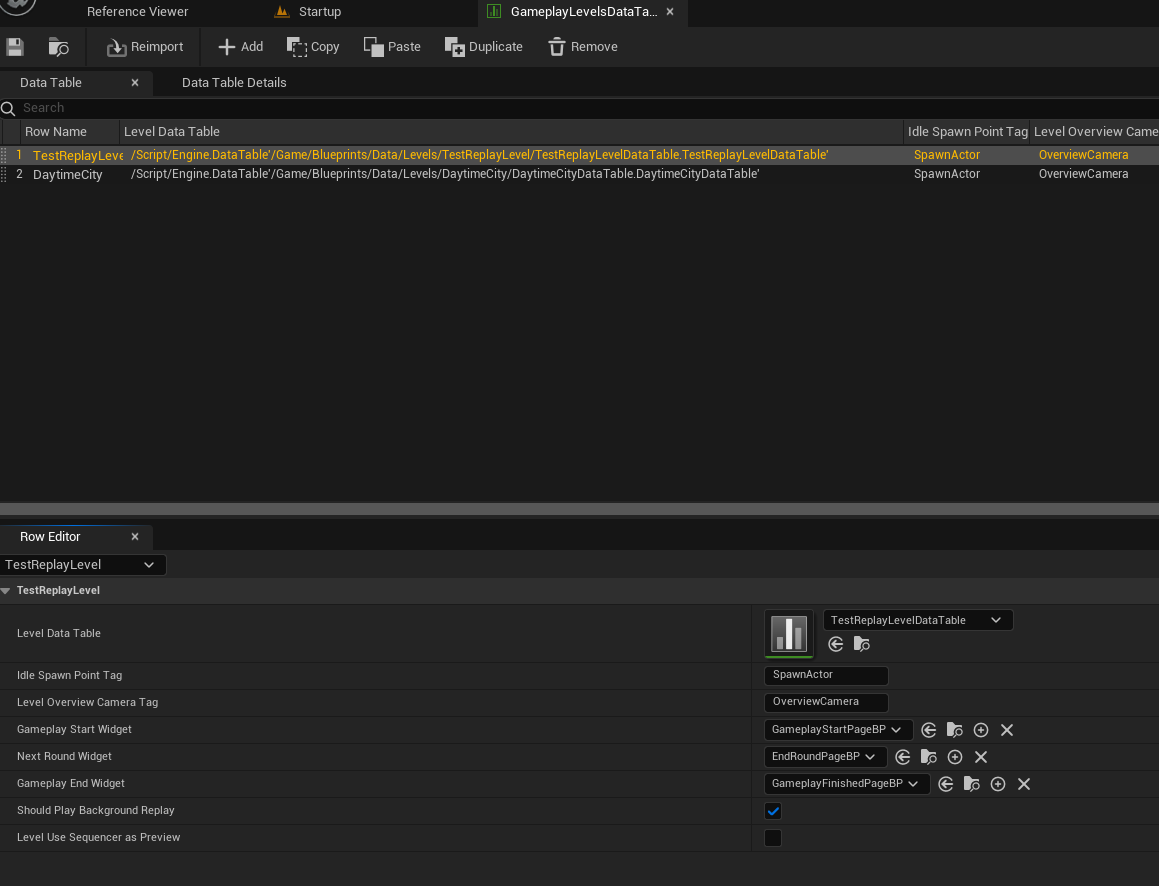 Reference Viewer Startup GameplayLevelsDataTa...
Reimport Add Copy Paste Duplicate Remove
Data Table Data Table Details
Search
Row Name Level Data Table Idle Spawn Point Tag Level Overview Came
1 TestReplayLeve /Script/Engine.DataTable'/Game/Blueprints/Data/Levels/TestReplayLevel/TestReplayLevelDataTable.TestReplayLevelDataTable' SpawnActor OverviewCamera
2 DaytimeCity /Script/Engine.DataTable'/Game/Blueprints/Data/Levels/DaytimeCity/DaytimeCityDataTable.DaytimeCityDataTable' SpawnActor OverviewCamera
Row Editor
TestReplayLevel
TestReplayLevel
Level Data Table TestReplayLevelDataTable
Idle Spawn Point Tag SpawnActor
Level Overview Camera Tag OverviewCamera
Gameplay Start Widget GameplayStartPageBP
Next Round Widget EndRoundPageBP
Gameplay End Widget GameplayFinishedPageBP
Should Play Background Replay
Level Use Sequencer as Preview